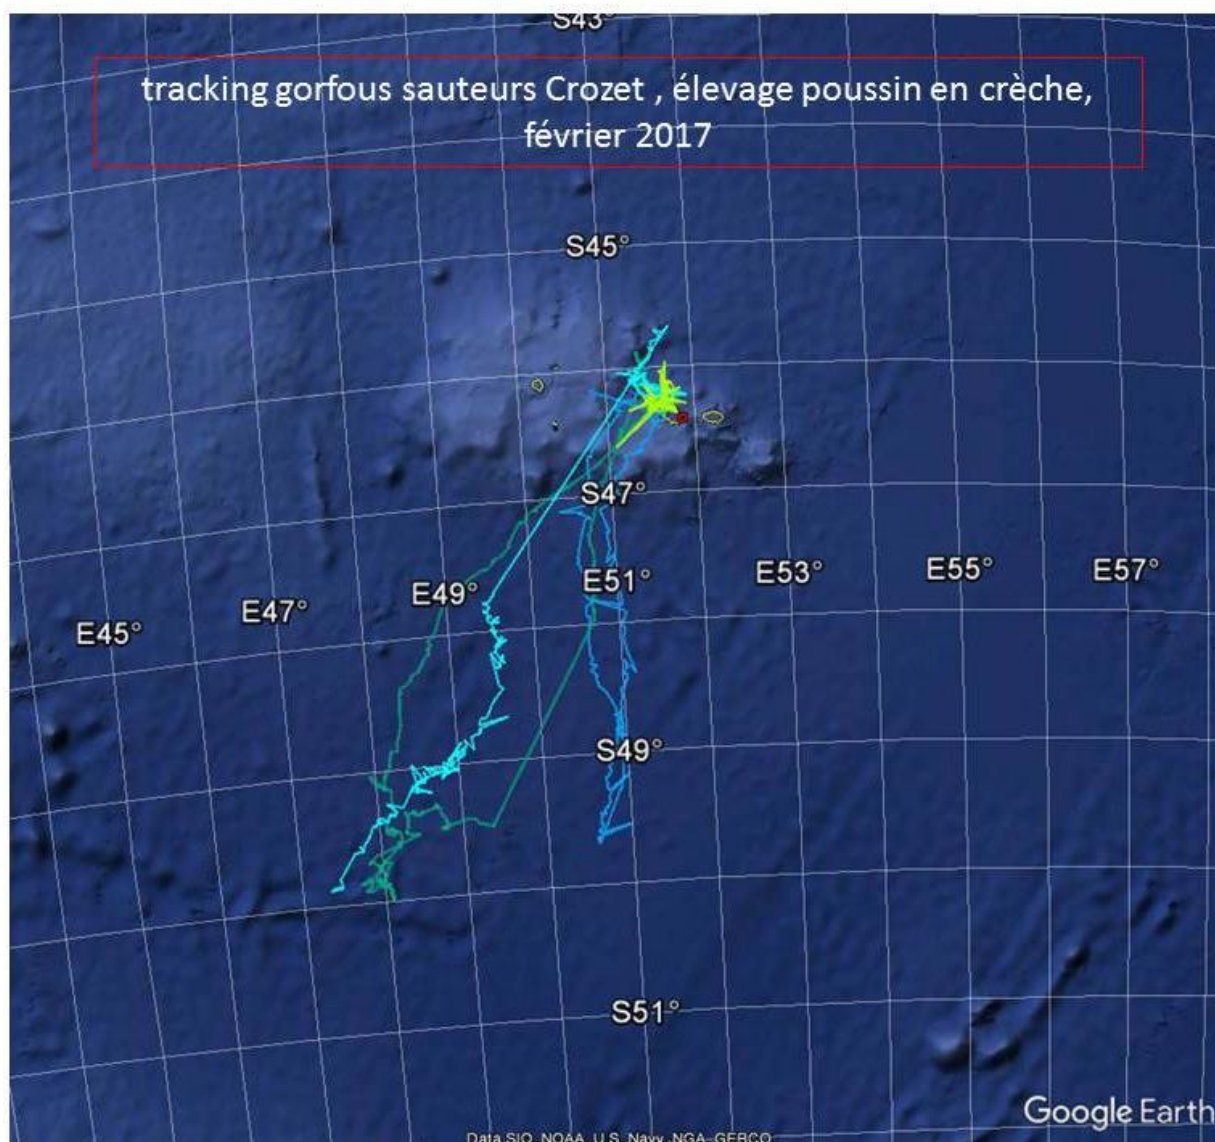 S43°
tracking gorfous sauteurs Crozet , élevage poussin en crèche,
février 2017
S45°
S47°
E45° E47° E49° E51° E53° E55° E57°
S49°
S51°
Google Earth
Data SIO, NOAA, U.S. Navy, NGA, GEBCO